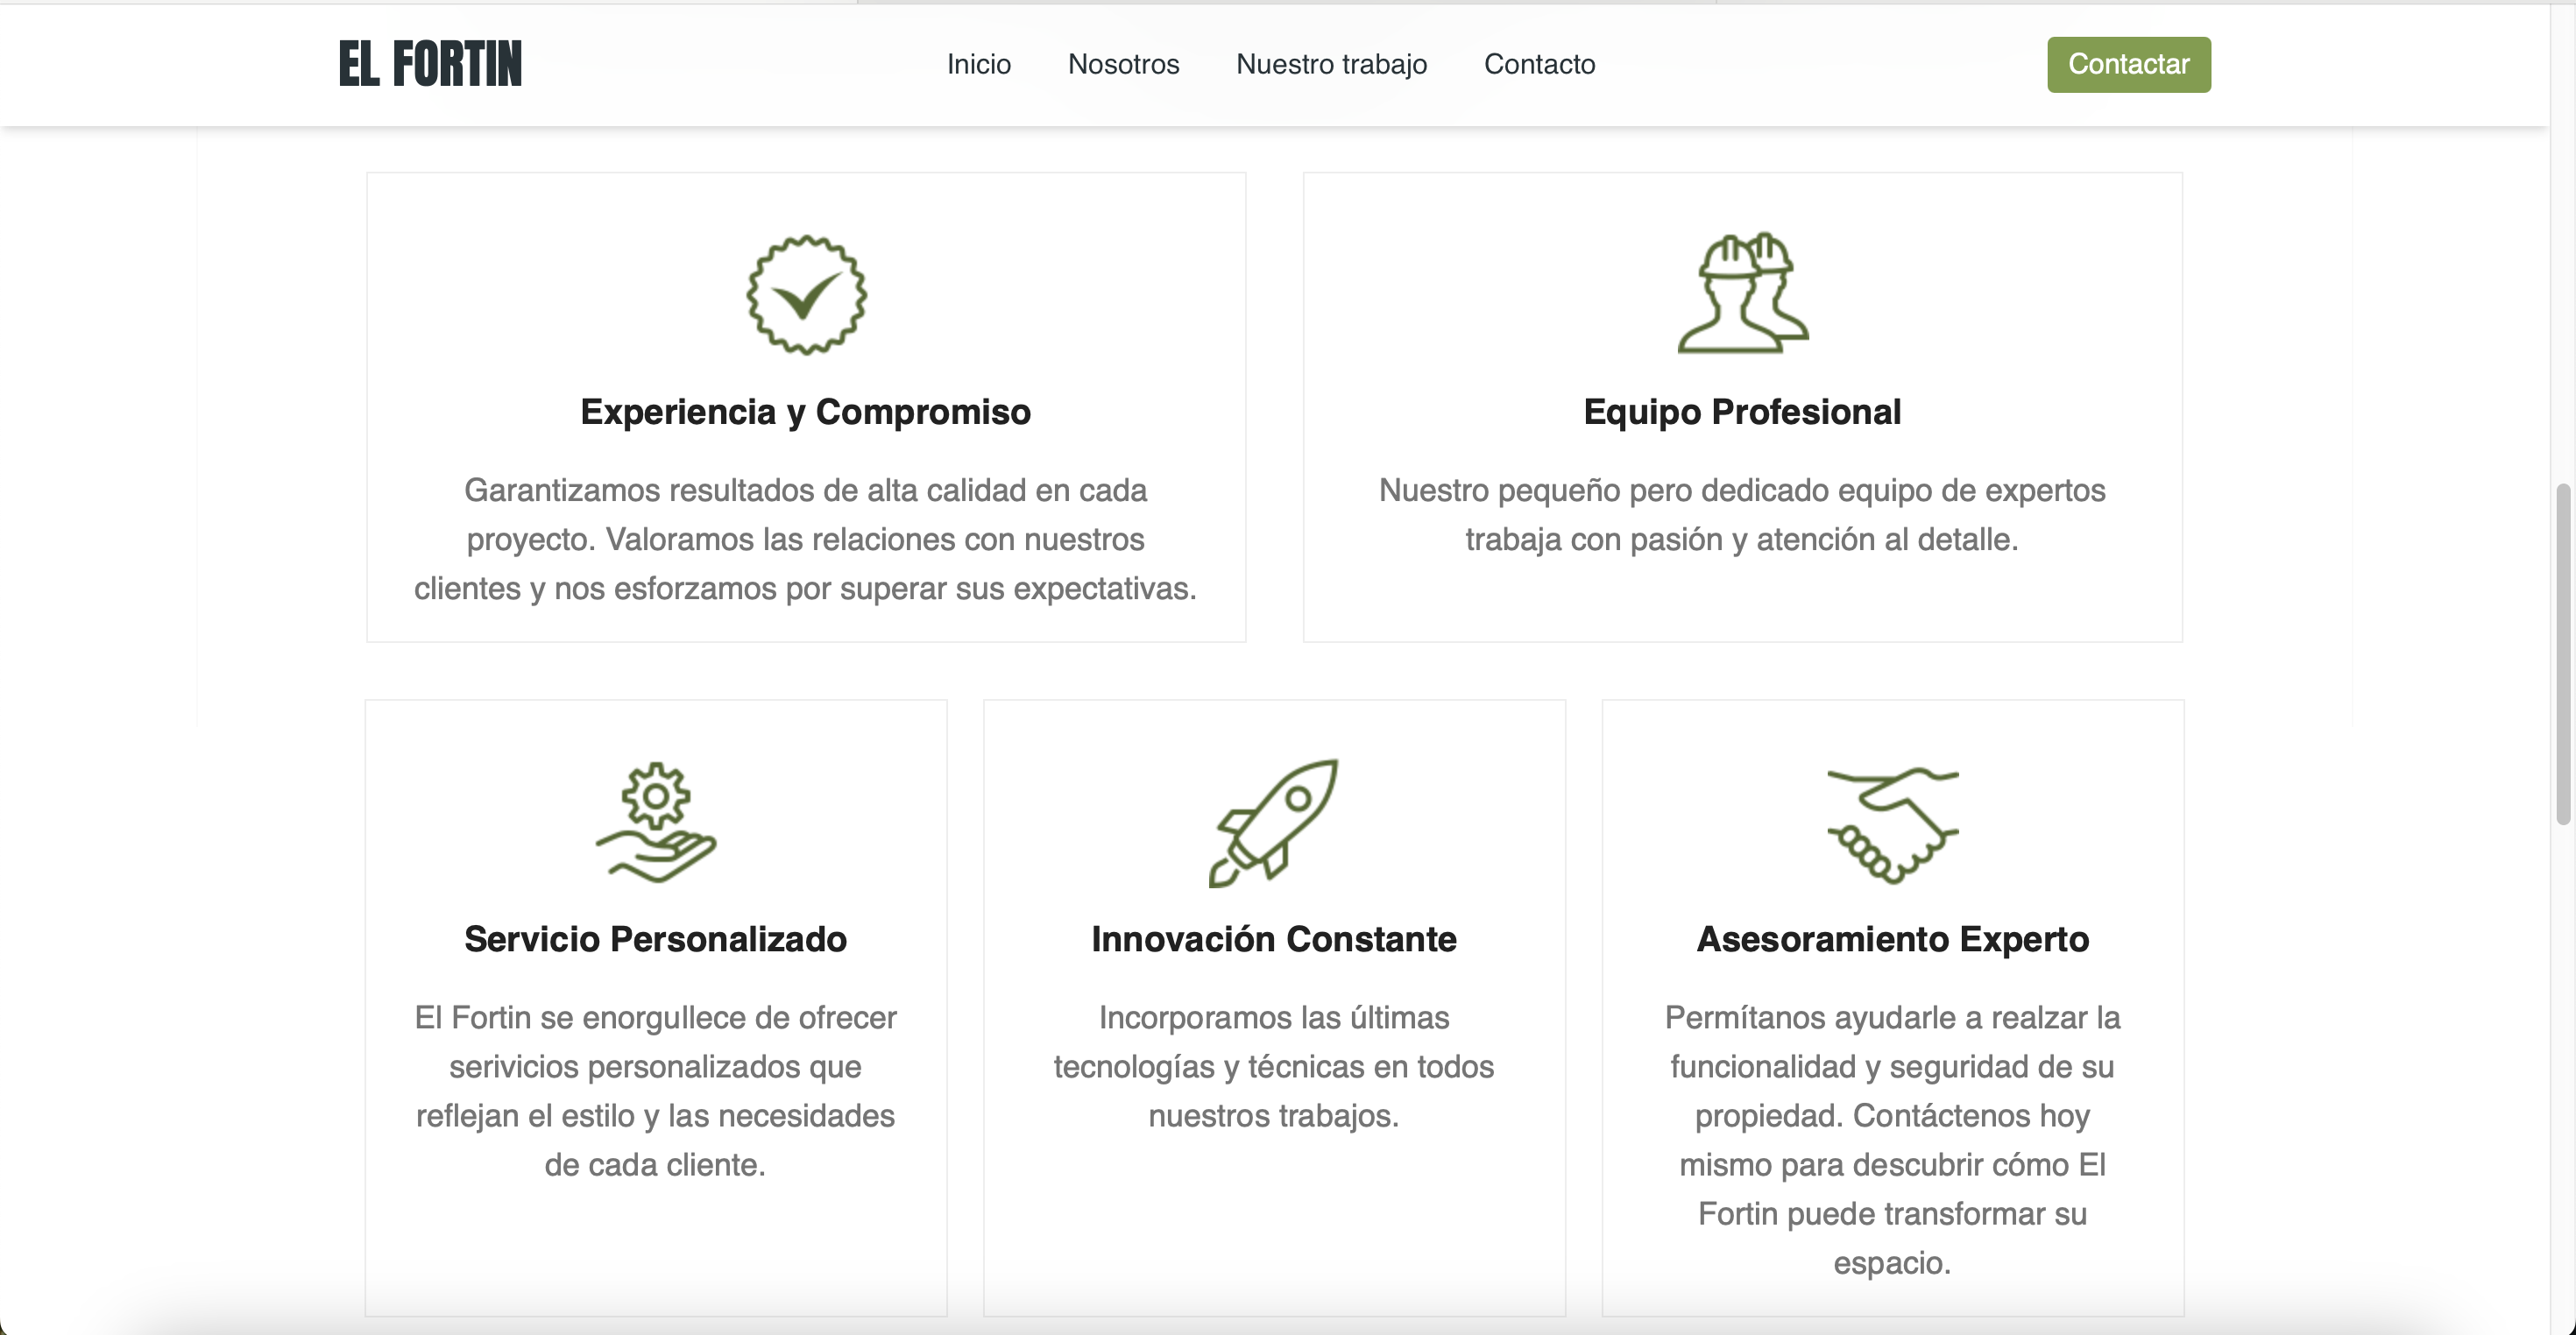 EL FORTIN
Inicio Nosotros Nuestro trabajo Contacto
Contactar
Experiencia y Compromiso
Garantizamos resultados de alta calidad en cada
proyecto. Valoramos las relaciones con nuestros
clientes y nos esforzamos por superar sus expectativas.
Equipo Profesional
Nuestro pequeño pero dedicado equipo de expertos
trabaja con pasión y atención al detalle.
Servicio Personalizado
El Fortin se enorgullece de ofrecer
serivicios personalizados que
reflejan el estilo y las necesidades
de cada cliente.
Innovación Constante
Incorporamos las últimas
tecnologías y técnicas en todos
nuestros trabajos.
Asesoramiento Experto
Permítanos ayudarle a realzar la
funcionalidad y seguridad de su
propiedad. Contáctenos hoy
mismo para descubrir cómo El
Fortin puede transformar su
espacio.